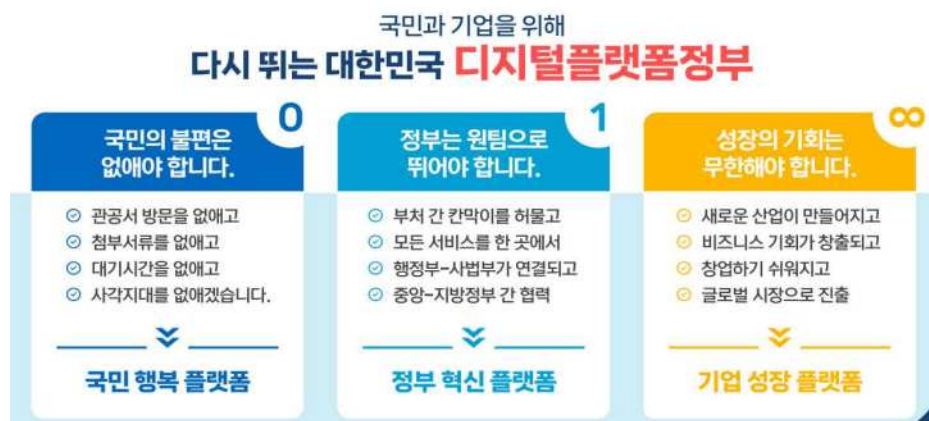 국민과 기업을 위해
다시 뛰는 대한민국 디지털플랫폼정부
0
국민의 불편은
없애야 합니다.
관공서 방문을 없애고
첨부서류를 없애고
대기시간을 없애고
사각지대를 없애겠습니다.
국민 행복 플랫폼
1
정부는 원팀으로
뛰어야 합니다.
부처 간 칸막이를 허물고
모든 서비스를 한 곳에서
행정부-사법부가 연결되고
중앙-지방정부 간 협력
정부 혁신 플랫폼
∞
성장의 기회는
무한해야 합니다.
새로운 산업이 만들어지고
비즈니스 기회가 창출되고
창업하기 쉬워지고
글로벌 시장으로 진출
기업 성장 플랫폼